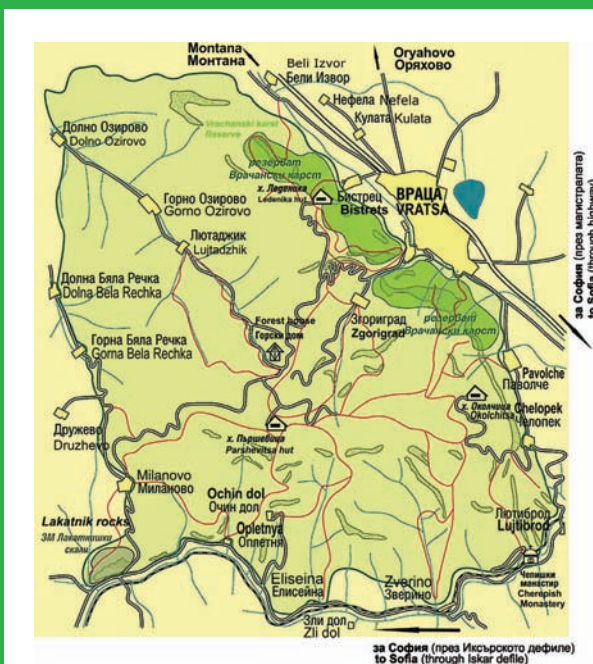 Montana
Монтана
Beli Izvor
Бели Извор
Oryahovo
Оряхово
Нефела Nefela
Кулата Kulata
Vrachanski karst
Reserve
Долно Озирово
Dolno Ozirovo
резерват
Врачански карст
х. Леденика
Ledenika hut
Бистрец
Bistrets
ВРАЦА
VRATSA
Горно Озирово
Gorno Ozirovo
Лютаджик
Lujtadzhik
за София (през магистралата)
to Sofia (through highway)
Долна Бяла Речка
Dolna Bela Rechka
Forest house
Горски дом
Згориград
Zgorigrad
резерват
Врачански карст
Горна Бяла Речка
Gorna Bela Rechka
Pavolche
Паволче
х. Околчица
Okolchitsa
Chelopek
Челопек
Дружево
Druzhevo
х. Пършевица
Parshevitsa hut
Milanovo
Миланово
Ochin dol
Очин дол
Lakatnik rocks
ЗМ Лакатнишки
скали
Opletnya
Оплетня
Лютиброд
Lujtibrod
Eliseina
Елисейна
Zverino
Зверино
Чепишки
манастир
Cherepish
Monastery
Зли дол
Zli dol
за София (през Искърското дефиле)
to Sofia (through Iskar defile)